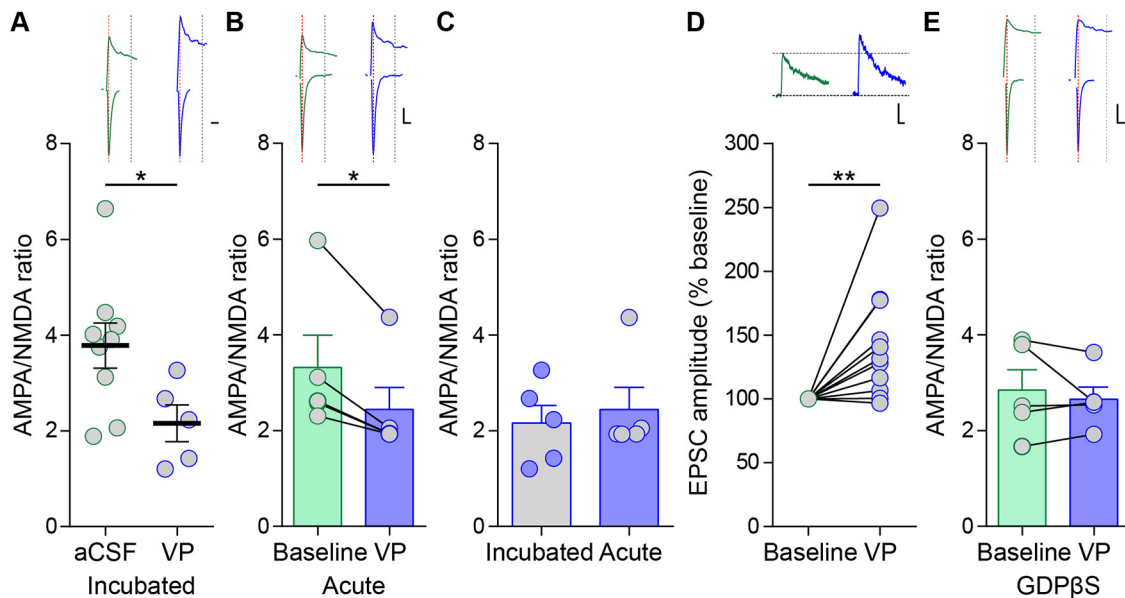 A
B
C
D
E
*
*
**
AMPA/NMDA ratio
8
6
4
2
0
aCSF VP
Incubated
AMPA/NMDA ratio
8
6
4
2
0
Baseline VP
Acute
AMPA/NMDA ratio
8
6
4
2
0
Incubated Acute
EPSC amplitude (% baseline)
300
250
200
150
100
50
0
Baseline VP
AMPA/NMDA ratio
8
6
4
2
0
Baseline VP
GDPβS